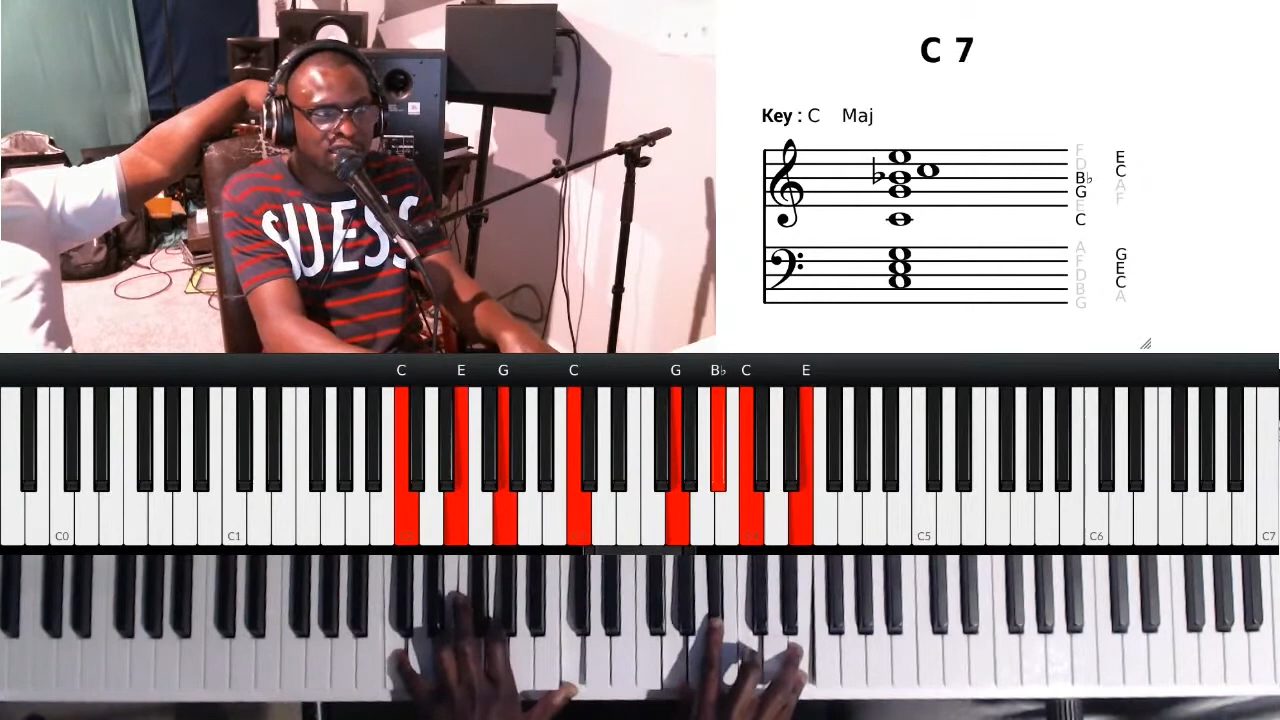 C 7
Key : C Maj
F
D
B♭
G
E
C
E
C
A
F
A
F
D
B
G
G
E
C
A
GUESS
C E G C G B♭ C E
C0 C1 C5 C6 C7